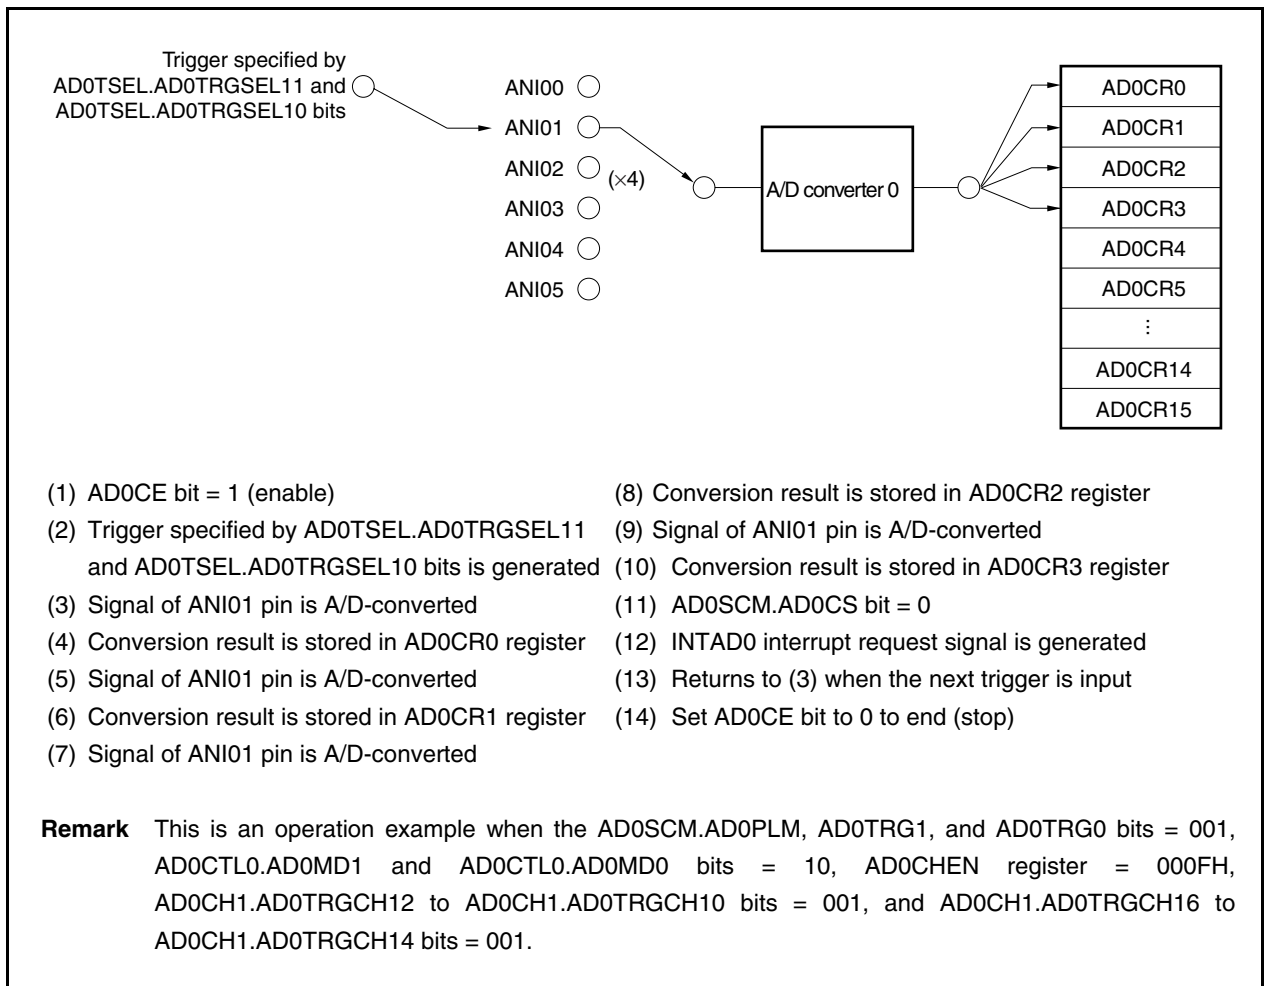 Trigger specified by
AD0TSEL.AD0TRGSEL11 and
AD0TSEL.AD0TRGSEL10 bits
ANI00
ANI01
ANI02
(×4)
ANI03
ANI04
ANI05
A/D converter 0
AD0CR0
AD0CR1
AD0CR2
AD0CR3
AD0CR4
AD0CR5
⋮
AD0CR14
AD0CR15
(1) AD0CE bit = 1 (enable)
(2) Trigger specified by AD0TSEL.AD0TRGSEL11
and AD0TSEL.AD0TRGSEL10 bits is generated
(3) Signal of ANI01 pin is A/D-converted
(4) Conversion result is stored in AD0CR0 register
(5) Signal of ANI01 pin is A/D-converted
(6) Conversion result is stored in AD0CR1 register
(7) Signal of ANI01 pin is A/D-converted
(8) Conversion result is stored in AD0CR2 register
(9) Signal of ANI01 pin is A/D-converted
(10) Conversion result is stored in AD0CR3 register
(11) AD0SCM.AD0CS bit = 0
(12) INTAD0 interrupt request signal is generated
(13) Returns to (3) when the next trigger is input
(14) Set AD0CE bit to 0 to end (stop)
Remark This is an operation example when the AD0SCM.AD0PLM, AD0TRG1, and AD0TRG0 bits = 001,
AD0CTL0.AD0MD1 and AD0CTL0.AD0MD0 bits = 10, AD0CHEN register = 000FH,
AD0CH1.AD0TRGCH12 to AD0CH1.AD0TRGCH10 bits = 001, and AD0CH1.AD0TRGCH16 to
AD0CH1.AD0TRGCH14 bits = 001.